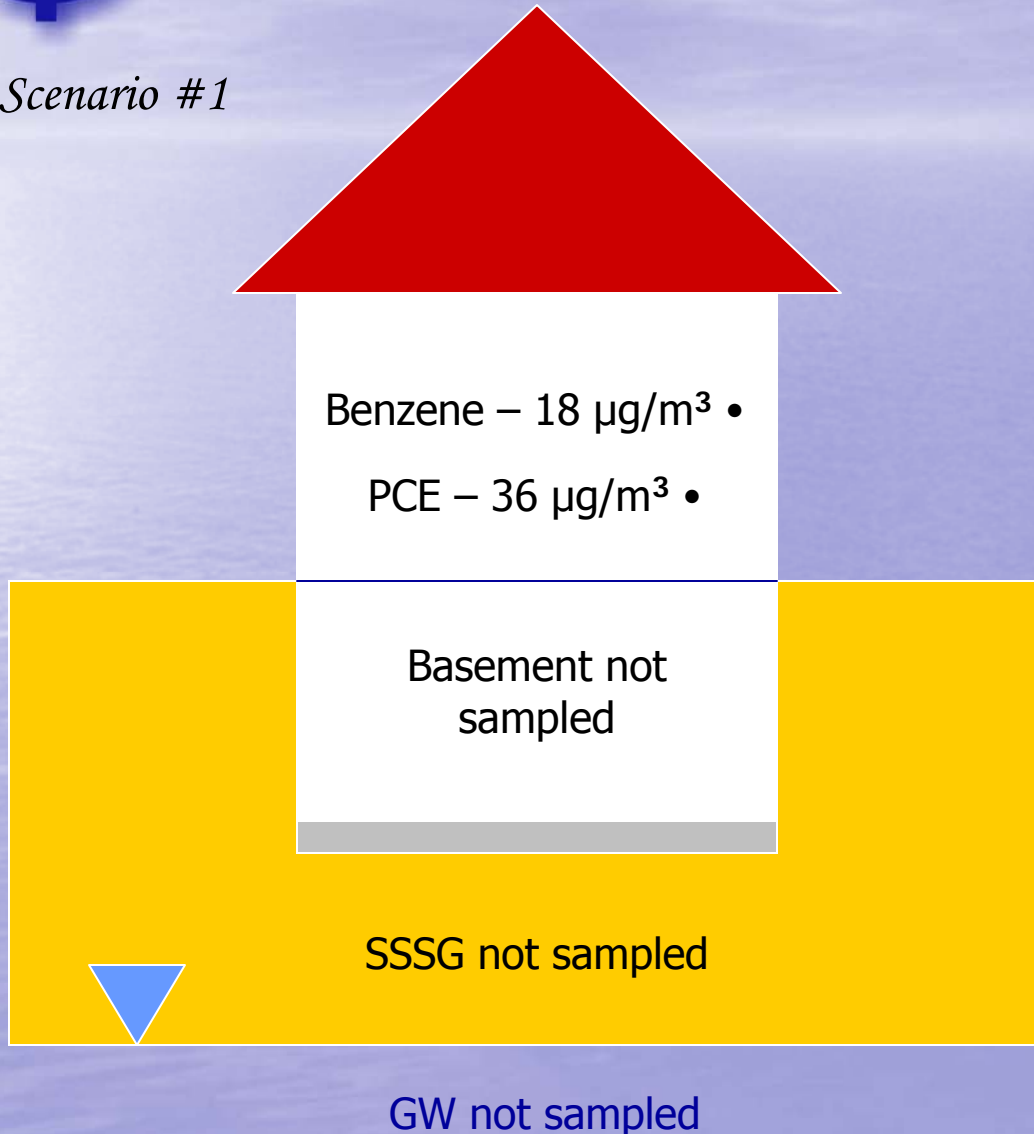 Scenario #1
Benzene – 18 µg/m³ •
PCE – 36 µg/m³ •
Basement not
sampled
SSSG not sampled
GW not sampled